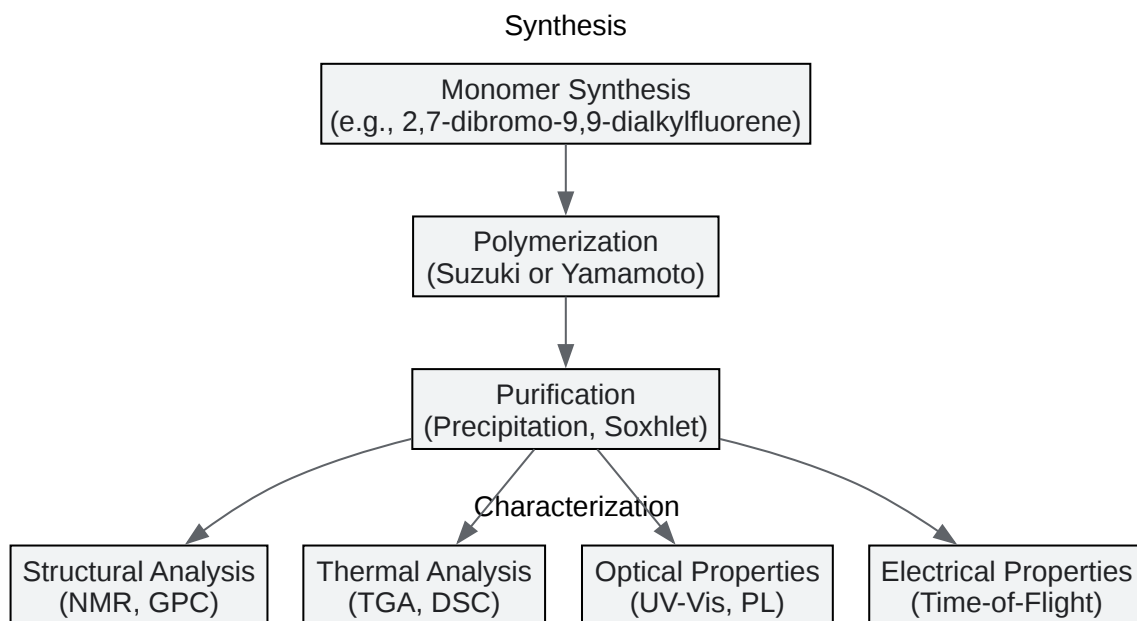 Synthesis
Monomer Synthesis
(e.g., 2,7-dibromo-9,9-dialkylfluorene)
Polymerization
(Suzuki or Yamamoto)
Purification
(Precipitation, Soxhlet)
Characterization
Structural Analysis
(NMR, GPC)
Thermal Analysis
(TGA, DSC)
Optical Properties
(UV-Vis, PL)
Electrical Properties
(Time-of-Flight)